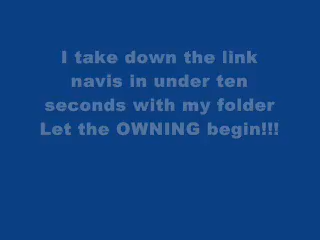 I take down the link
navis in under ten
seconds with my folder
Let the OWNING begin!!!